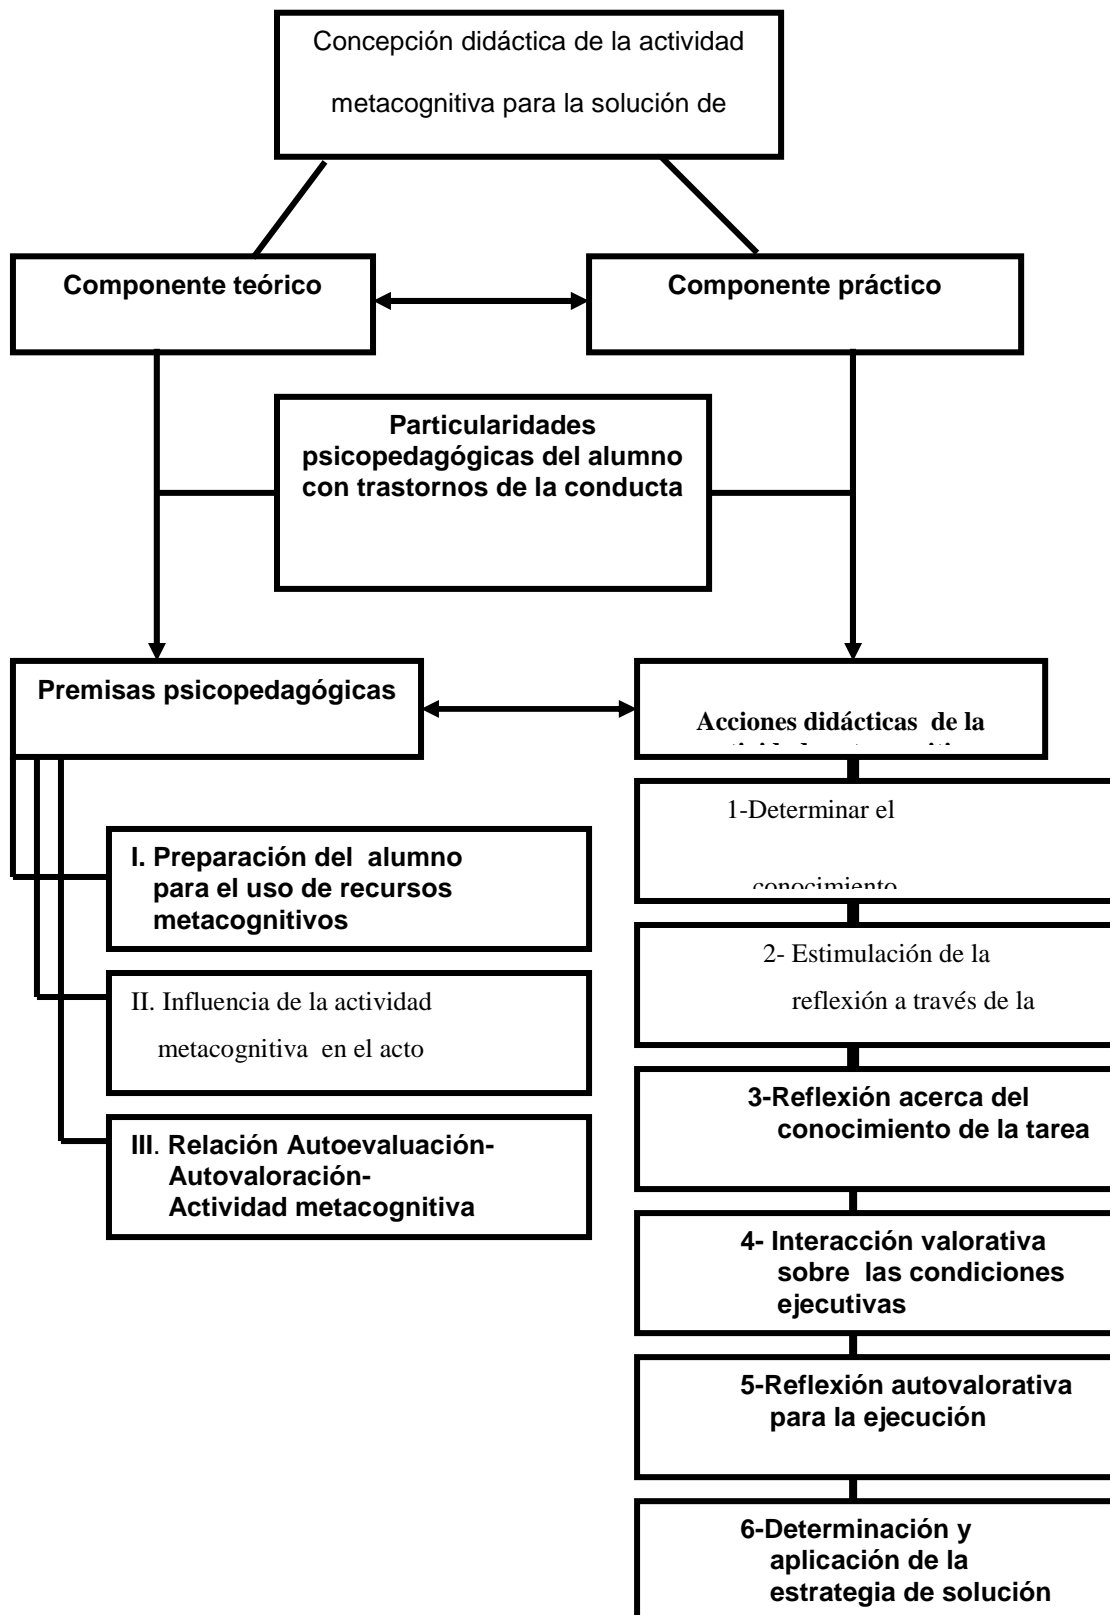 Concepción didáctica de la actividad
metacognitiva para la solución de
Componente teórico
Componente práctico
Particularidades
psicopedagógicas del alumno
con trastornos de la conducta
Premisas psicopedagógicas
Acciones didácticas de la
I. Preparación del alumno
para el uso de recursos
metacognitivos
II. Influencia de la actividad
metacognitiva en el acto
III. Relación Autoevaluación-
Autovaloración-
Actividad metacognitiva
1-Determinar el
conocimiento
2- Estimulación de la
reflexión a través de la
3-Reflexión acerca del
conocimiento de la tarea
4- Interacción valorativa
sobre las condiciones
ejecutivas
5-Reflexión autovalorativa
para la ejecución
6-Determinación y
aplicación de la
estrategia de solución